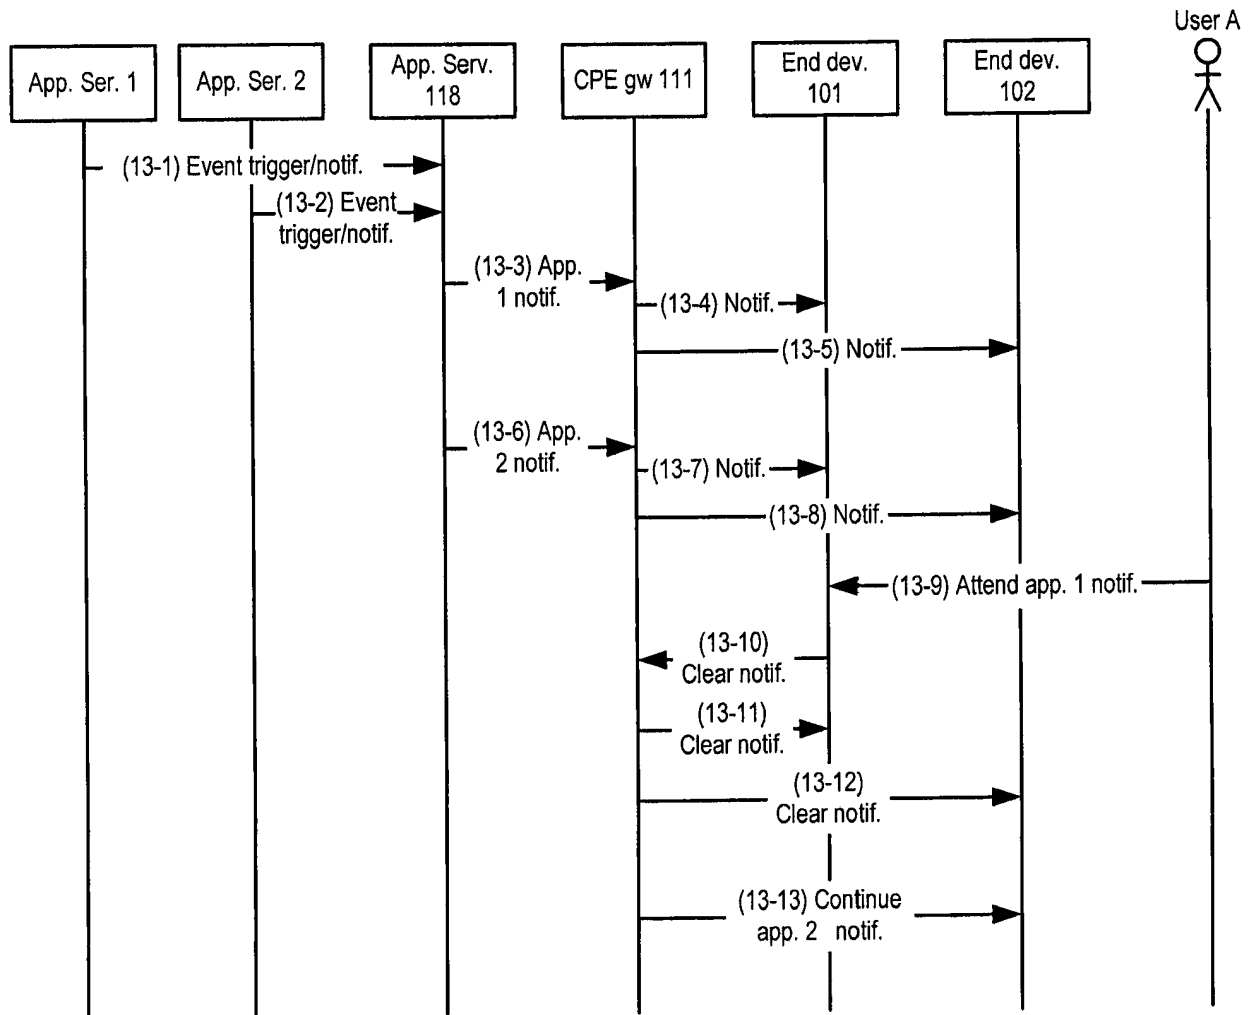 User A
App. Ser. 1
App. Ser. 2
App. Serv.
118
CPE gw 111
End dev.
101
End dev.
102
(13-1) Event trigger/notif.
(13-2) Event
trigger/notif.
(13-3) App.
1 notif.
(13-4) Notif.
(13-5) Notif.
(13-6) App.
2 notif.
(13-7) Notif.
(13-8) Notif.
(13-9) Attend app. 1 notif.
(13-10)
Clear notif.
(13-11)
Clear notif.
(13-12)
Clear notif.
(13-13) Continue
app. 2 notif.